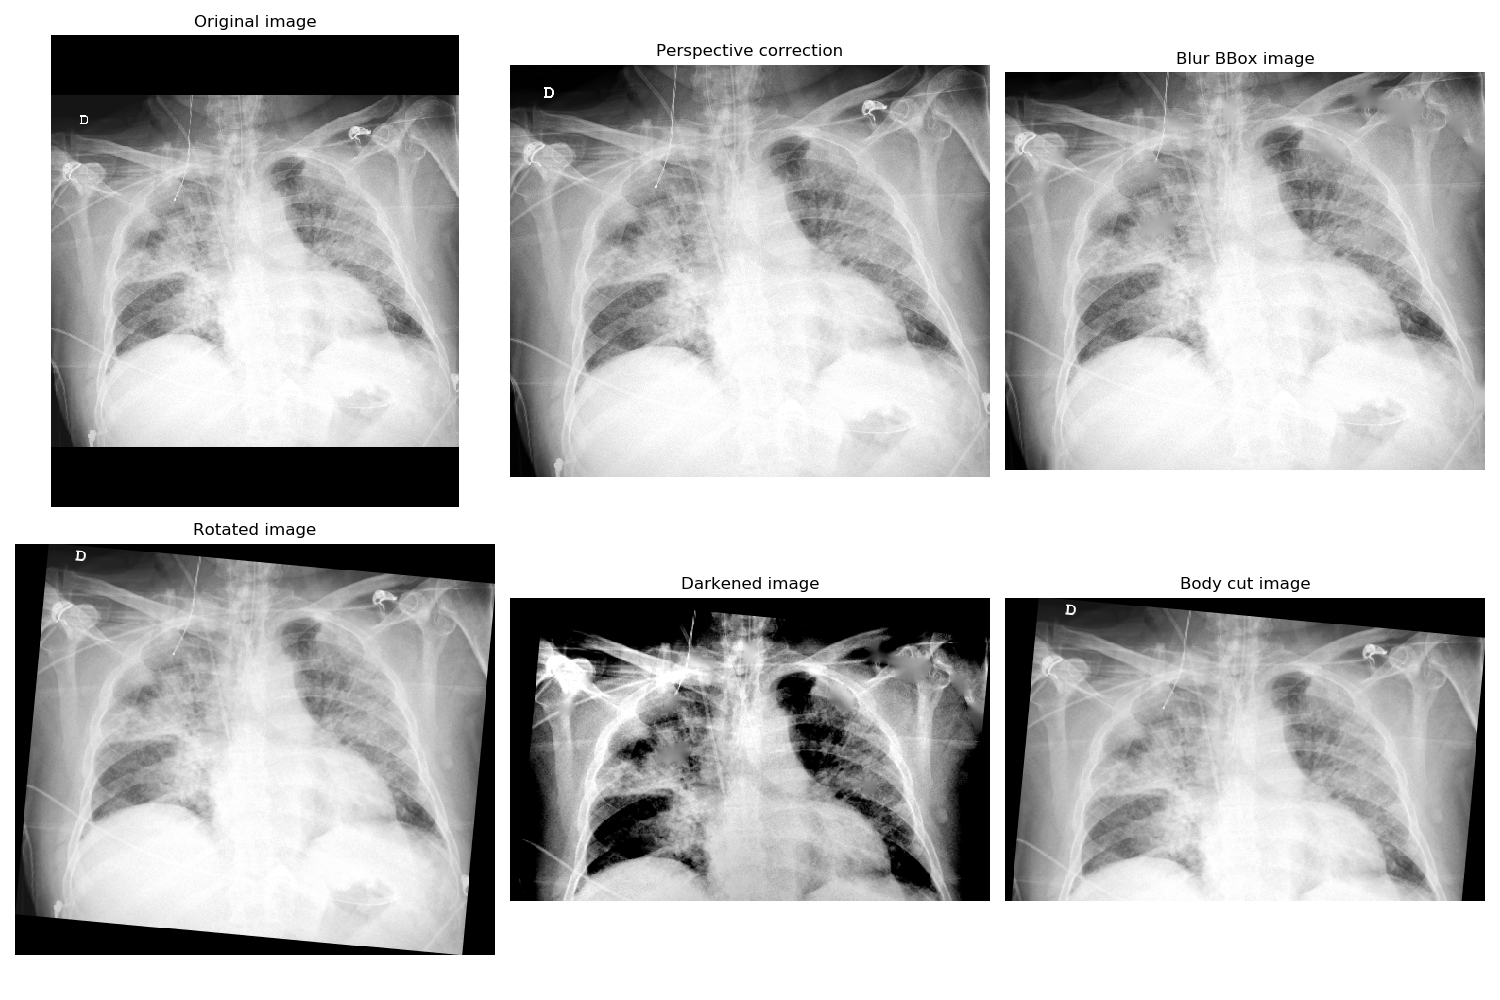 Original image
D
Perspective correction
D
Blur BBox image
Rotated image
D
Darkened image
Body cut image
D